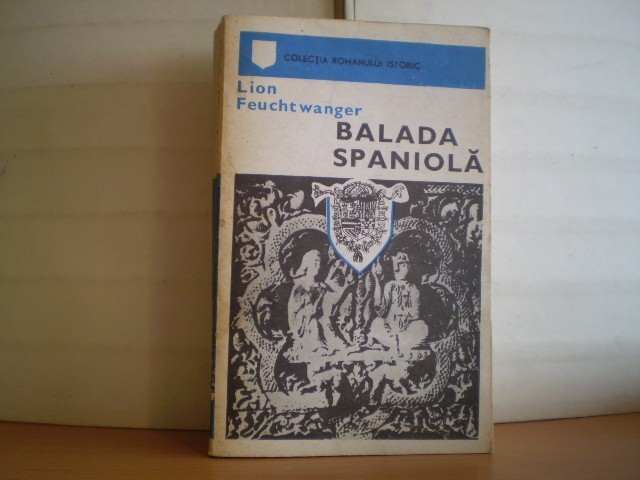 COLECȚIA ROMANULUI ISTORIC
Lion
Feuchtwanger
BALADA
SPANIOLĂ